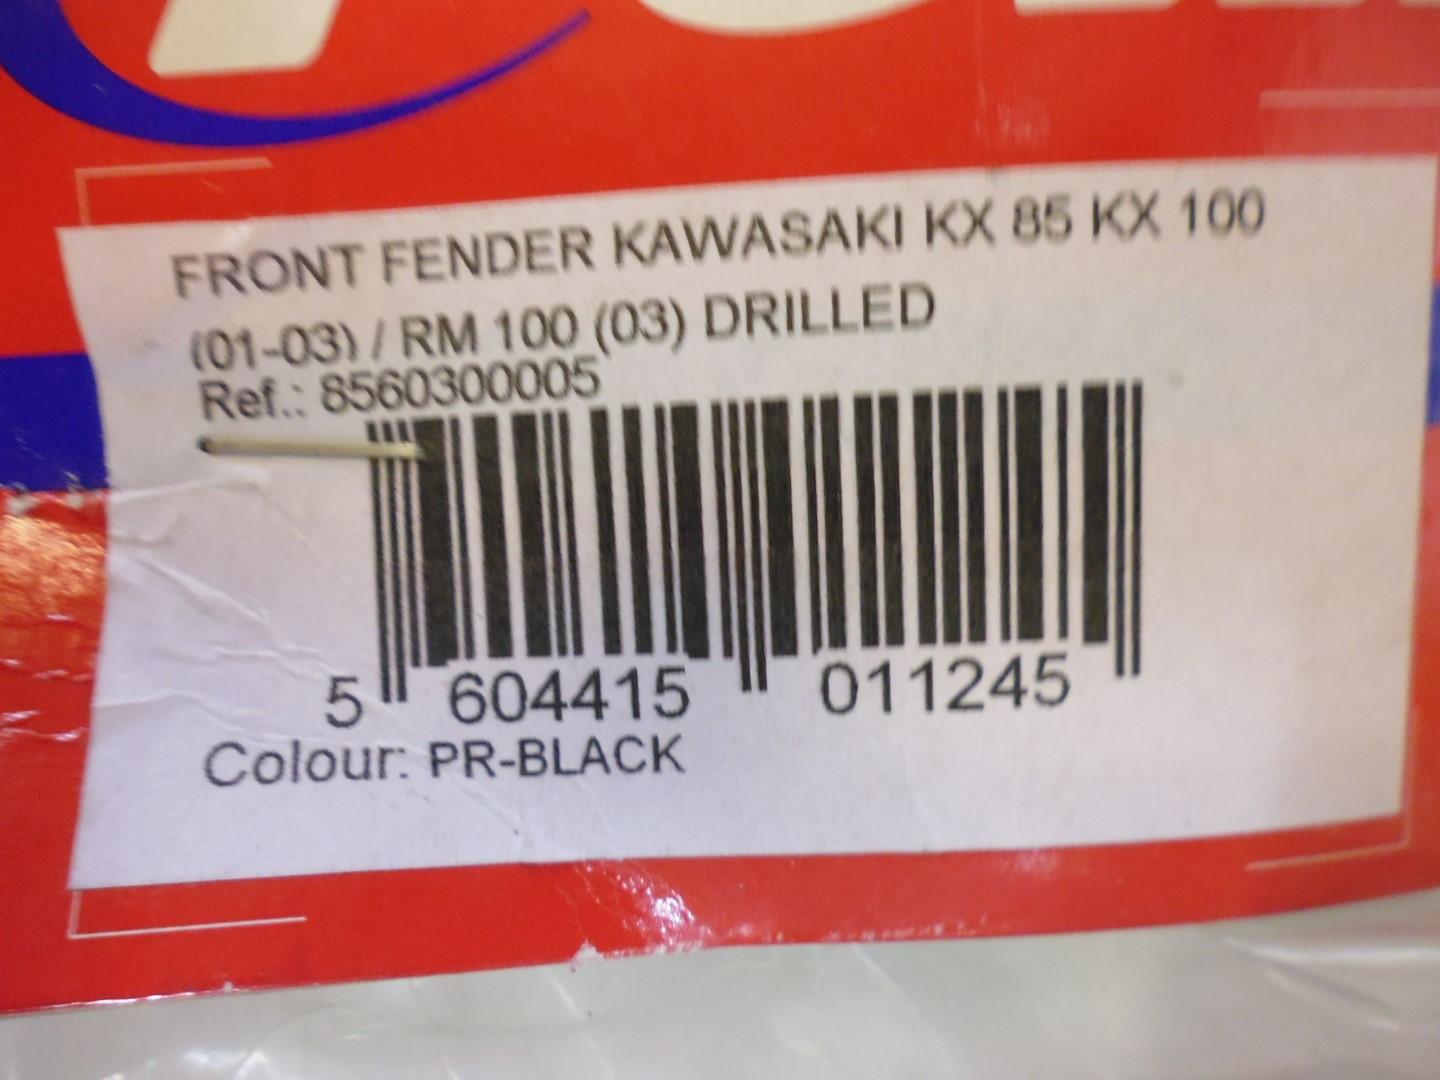 FRONT FENDER KAWASAKI KX 85 KX 100
(01-03) / RM 100 (03) DRILLED
Ref.: 8560300005
5 604415 011245
Colour: PR-BLACK